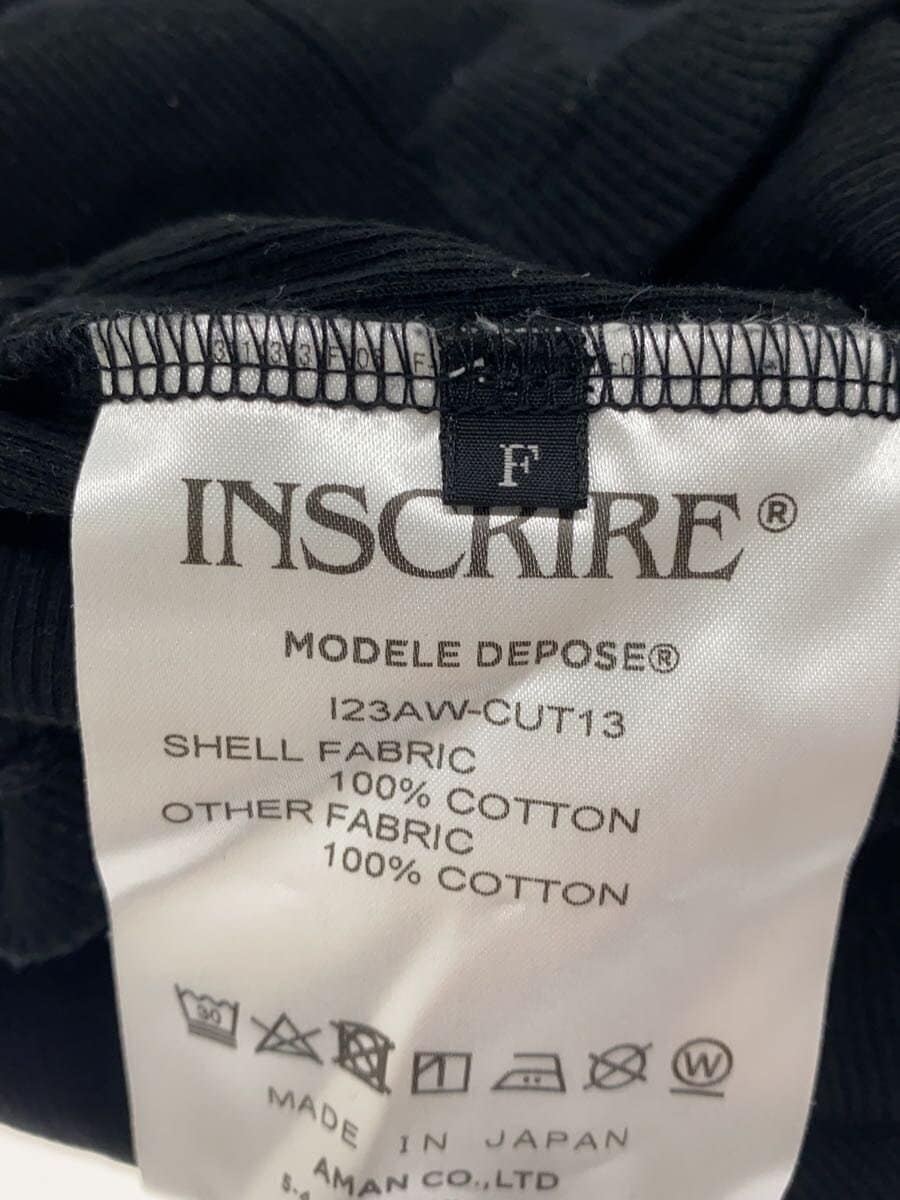 F
INSCRIRE®
MODELE DEPOSE®
I23AW-CUT13
SHELL FABRIC
100% COTTON
OTHER FABRIC
100% COTTON
30
W
MADE IN JAPAN
AMAN CO.,LTD